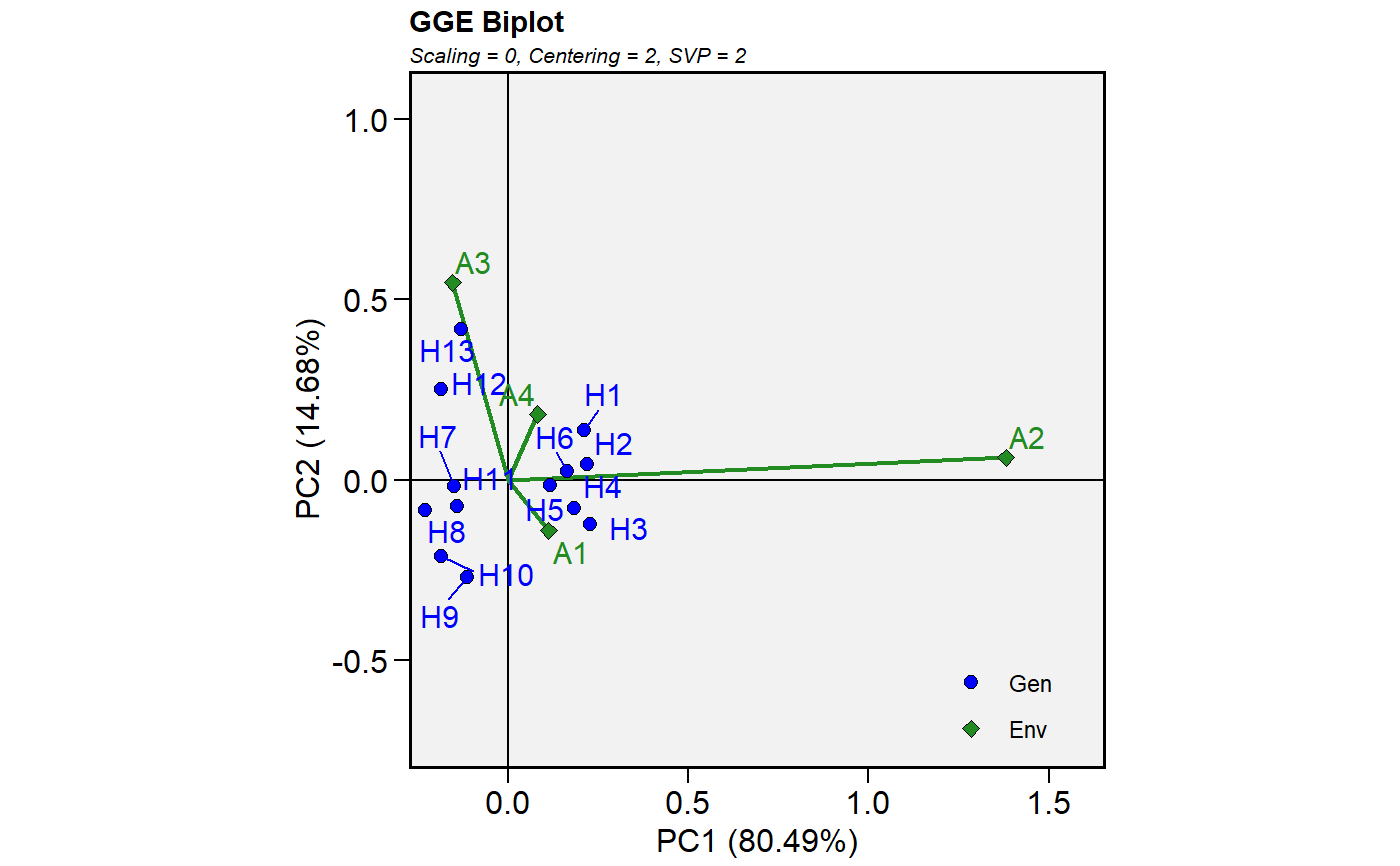 GGE Biplot
Scaling = 0, Centering = 2, SVP = 2
1.0
A3
0.5
H13
H12
A4
H1
H7
H6
H2
A2
PC2 (14.68%)
0.0
H11
H4
H5
H8
H3
A1
H10
H9
-0.5
Gen
Env
0.0 0.5 1.0 1.5
PC1 (80.49%)